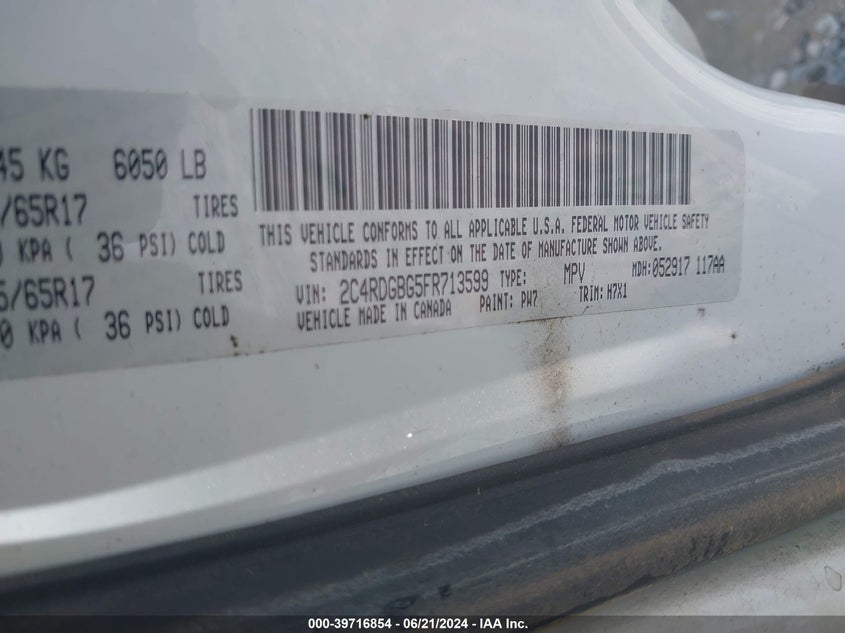 45 KG 6050 LB
/65R17 TIRES
KPA ( 36 PSI) COLD
5/65R17 TIRES
0 KPA ( 36 PSI) COLD
THIS VEHICLE CONFORMS TO ALL APPLICABLE U.S.A. FEDERAL MOTOR VEHICLE SAFETY
STANDARDS IN EFFECT ON THE DATE OF MANUFACTURE SHOWN ABOVE.
VIN: 2C4RDGBG5FR713599 TYPE: MPV MDH:052917 117AA
VEHICLE MADE IN CANADA PAINT: PW7 TRIM: H7X1
000-39716854 / 06/21/2024 - IAA Inc.